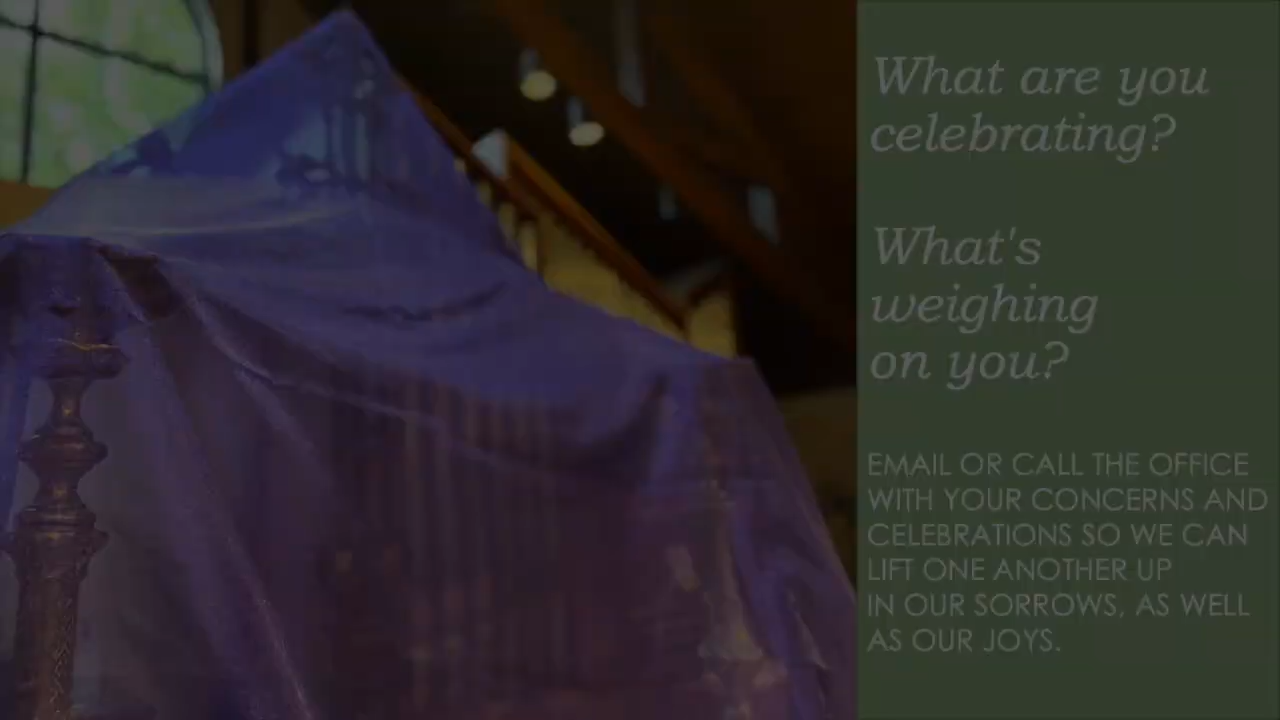 What are you
celebrating?
What's
weighing
on you?
EMAIL OR CALL THE OFFICE
WITH YOUR CONCERNS AND
CELEBRATIONS SO WE CAN
LIFT ONE ANOTHER UP
IN OUR SORROWS, AS WELL
AS OUR JOYS.